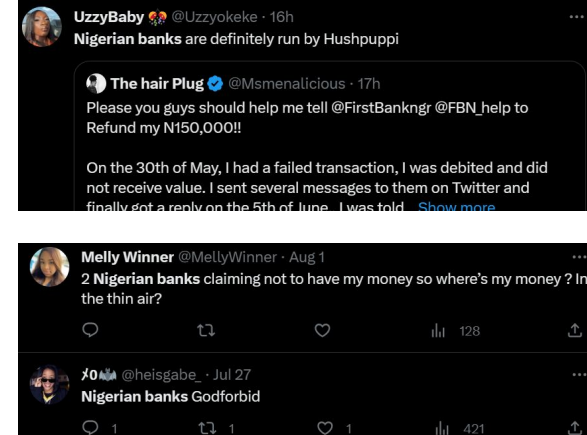 UzzyBaby @Uzzyokeke · 16h
Nigerian banks are definitely run by Hushpuppi
The hair Plug @Msmenalicious · 17h
Please you guys should help me tell @FirstBankngr @FBN_help to
Refund my N150,000!!
On the 30th of May, I had a failed transaction, I was debited and did
not receive value. I sent several messages to them on Twitter and
finally got a reply on the 5th of June. I was told... Show more
Melly Winner @MellyWinner · Aug 1
2 Nigerian banks claiming not to have my money so where's my money ? In
the thin air?
128
X0 @heisgabe_ · Jul 27
Nigerian banks Godforbid
1 1 1 421